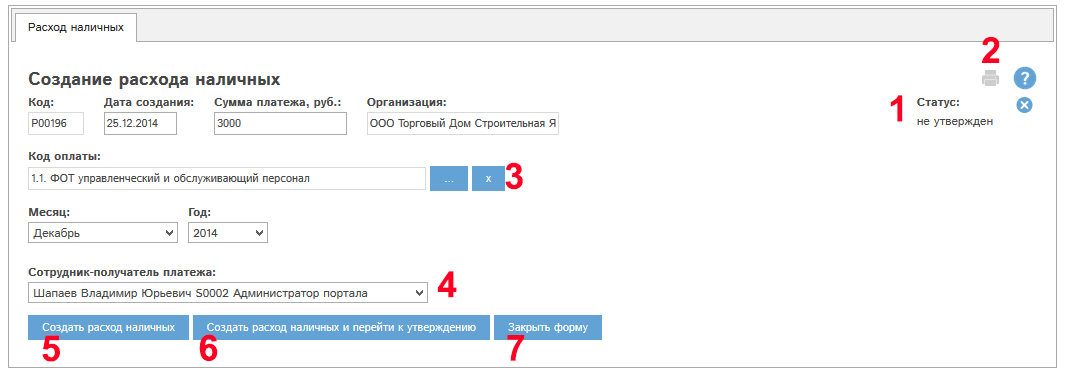 Расход наличных
2
Создание расхода наличных ?
Код: Дата создания: Сумма платежа, руб.: Организация: 1 Статус:
P00196 25.12.2014 3000 ООО Торговый Дом Строительная Я не утвержден
Код оплаты:
1.1. ФОТ управленческий и обслуживающий персонал ... x 3
Месяц: Год:
Декабрь 2014
Сотрудник-получатель платежа:
Шапаев Владимир Юрьевич S0002 Администратор портала 4
Создать расход наличных Создать расход наличных и перейти к утверждению Закрыть форму
5 6 7